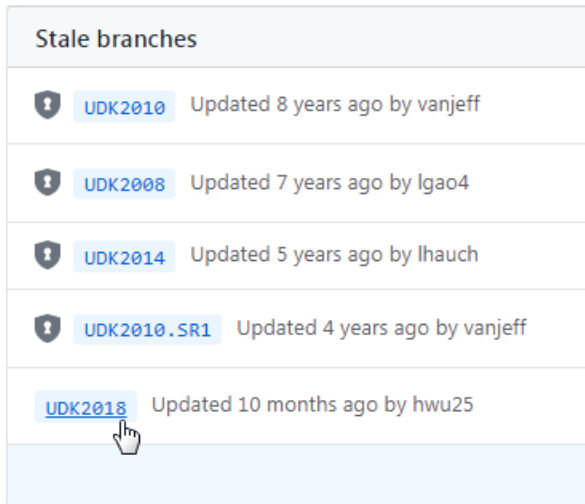 Stale branches
UDK2010 Updated 8 years ago by vanjeff
UDK2008 Updated 7 years ago by lgao4
UDK2014 Updated 5 years ago by lhauch
UDK2010.SR1 Updated 4 years ago by vanjeff
UDK2018 Updated 10 months ago by hwu25